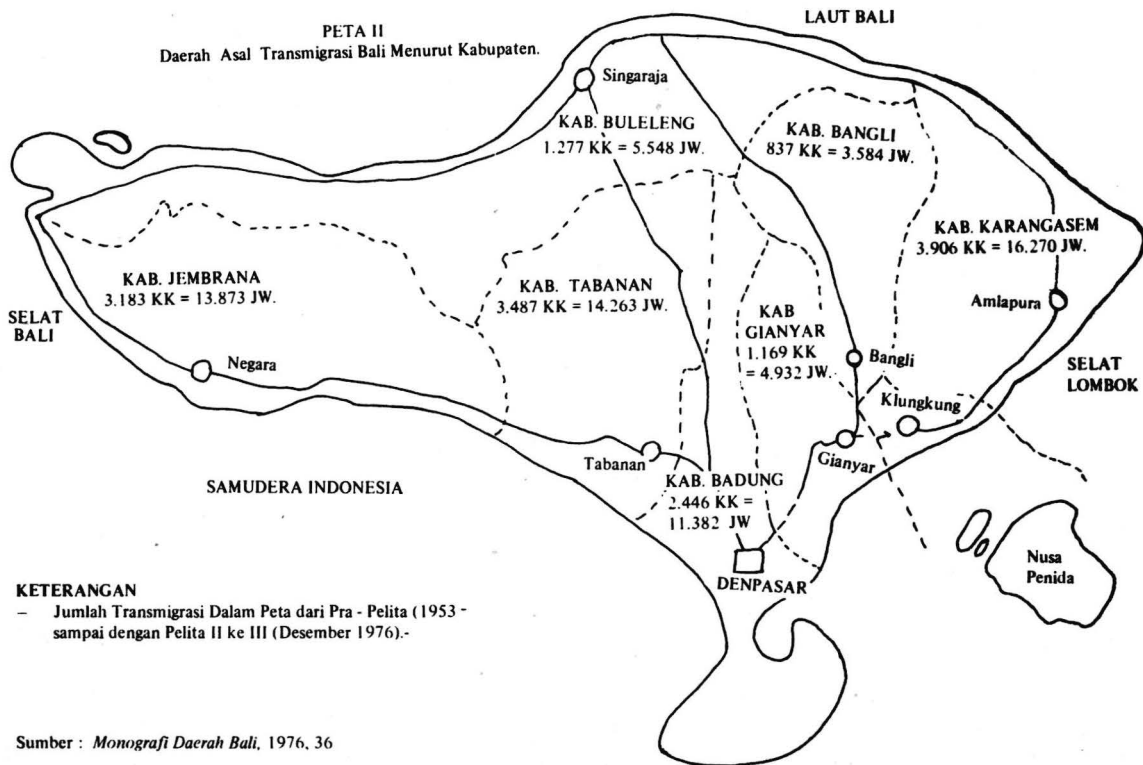 PETA II
Daerah Asal Transmigrasi Bali Menurut Kabupaten.
LAUT BALI
Singaraja
KAB. BULELENG
1.277 KK = 5.548 JW.
KAB. BANGLI
837 KK = 3.584 JW.
KAB. KARANGASEM
3.906 KK = 16.270 JW.
KAB. JEMBRANA
3.183 KK = 13.873 JW.
KAB. TABANAN
3.487 KK = 14.263 JW.
KAB
GIANYAR
1.169 KK
= 4.932 JW.
Amlapura
SELAT
BALI
Negara
Bangli
SELAT
LOMBOK
Klungkung
Tabanan
Gianyar
SAMUDERA INDONESIA
KAB. BADUNG
2.446 KK =
11.382 JW
DENPASAR
Nusa
Penida
KETERANGAN
– Jumlah Transmigrasi Dalam Peta dari Pra - Pelita (1953 -
sampai dengan Pelita II ke III (Desember 1976).-
Sumber : Monografi Daerah Bali, 1976, 36